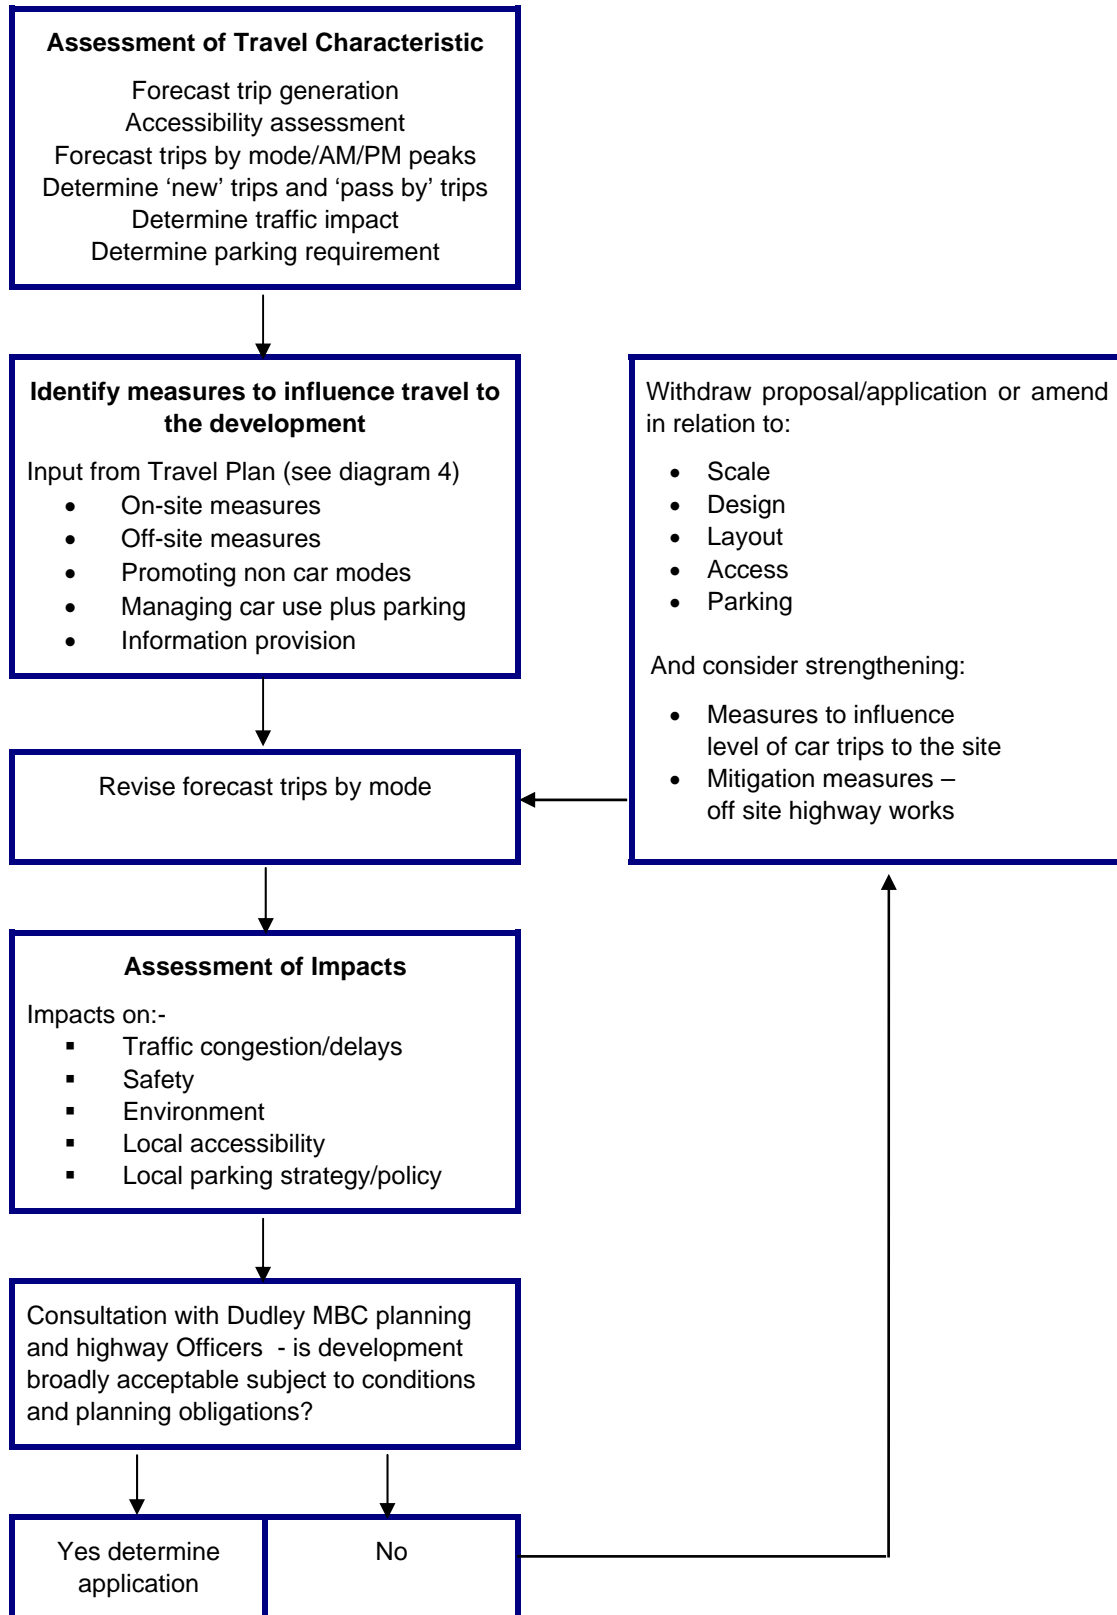 Assessment of Travel Characteristic
Forecast trip generation
Accessibility assessment
Forecast trips by mode/AM/PM peaks
Determine ‘new’ trips and ‘pass by’ trips
Determine traffic impact
Determine parking requirement
Identify measures to influence travel to
the development
Input from Travel Plan (see diagram 4)
• On-site measures
• Off-site measures
• Promoting non car modes
• Managing car use plus parking
• Information provision
Withdraw proposal/application or amend
in relation to:
• Scale
• Design
• Layout
• Access
• Parking
And consider strengthening:
• Measures to influence
level of car trips to the site
• Mitigation measures –
off site highway works
Revise forecast trips by mode
Assessment of Impacts
Impacts on:-
▪ Traffic congestion/delays
▪ Safety
▪ Environment
▪ Local accessibility
▪ Local parking strategy/policy
Consultation with Dudley MBC planning
and highway Officers - is development
broadly acceptable subject to conditions
and planning obligations?
Yes determine
application
No